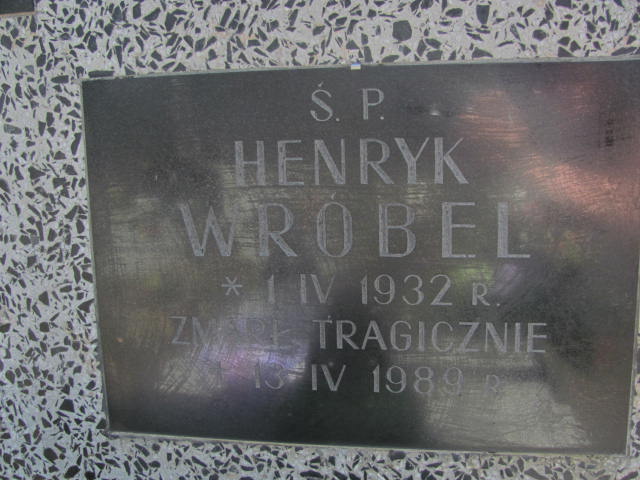 Ś. P.
HENRYK
WRÓBEL
* 1 IV 1932 R.
ZMARŁ TRAGICZNIE
† 13 IV 1989 R.